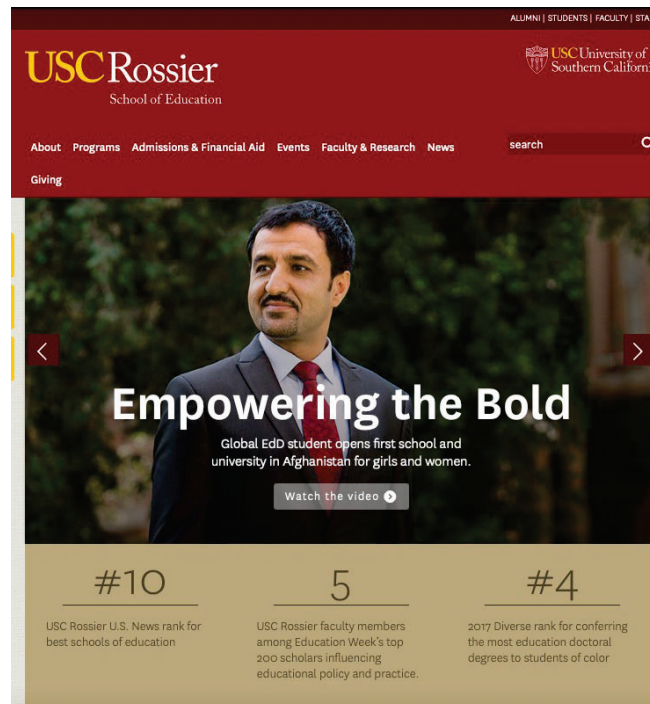 ALUMNI | STUDENTS | FACULTY | STA
USC Rossier
School of Education
USC University of
Southern Californi
About Programs Admissions & Financial Aid Events Faculty & Research News
search
Giving
Empowering the Bold
Global EdD student opens first school and
university in Afghanistan for girls and women.
Watch the video
#10
USC Rossier U.S. News rank for
best schools of education
5
USC Rossier faculty members
among Education Week's top
200 scholars influencing
educational policy and practice.
#4
2017 Diverse rank for conferring
the most education doctoral
degrees to students of color